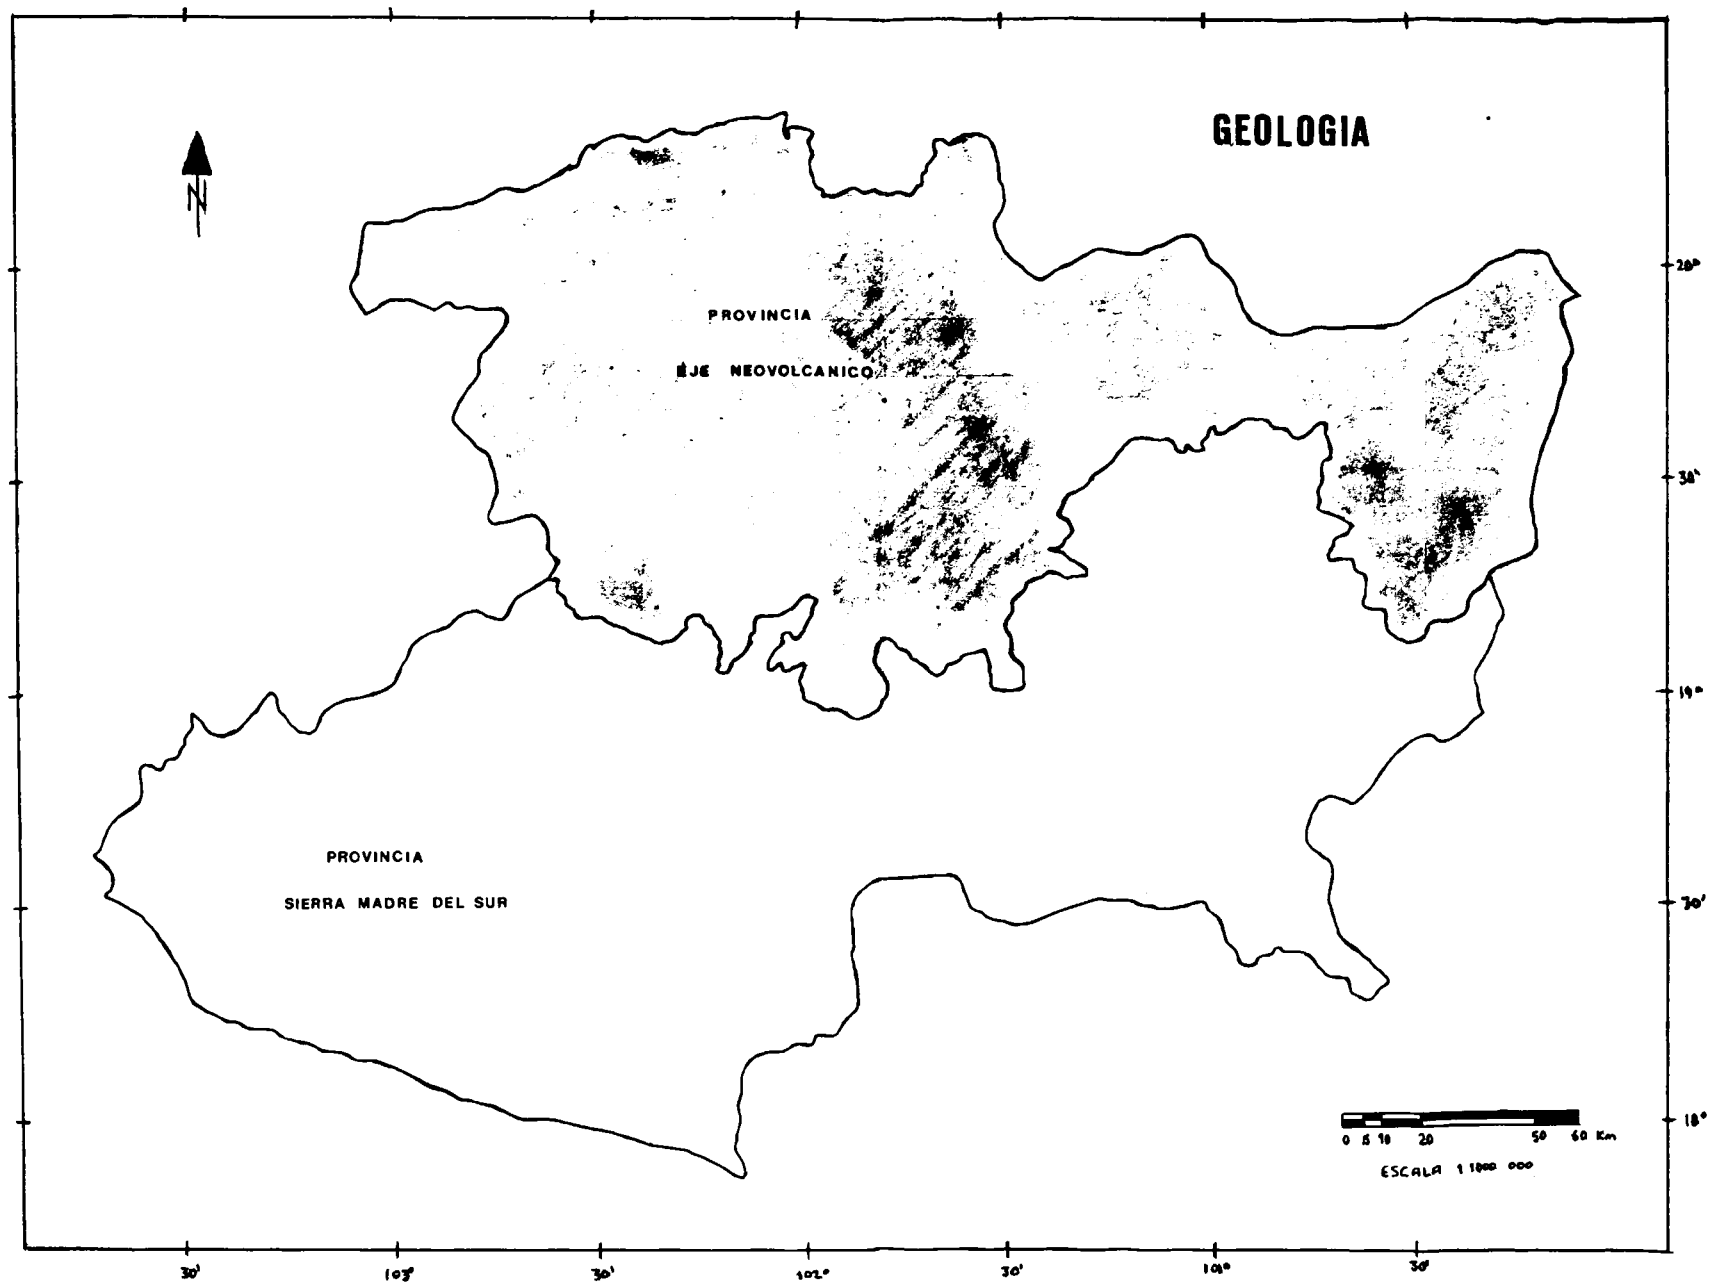 GEOLOGIA
N
PROVINCIA
EJE NEOVOLCANICO
PROVINCIA
SIERRA MADRE DEL SUR
20°
30'
19°
30'
18°
0 5 10 20 50 60 Km
ESCALA 1 1000 000
30' 103° 30' 102° 30' 101° 30'